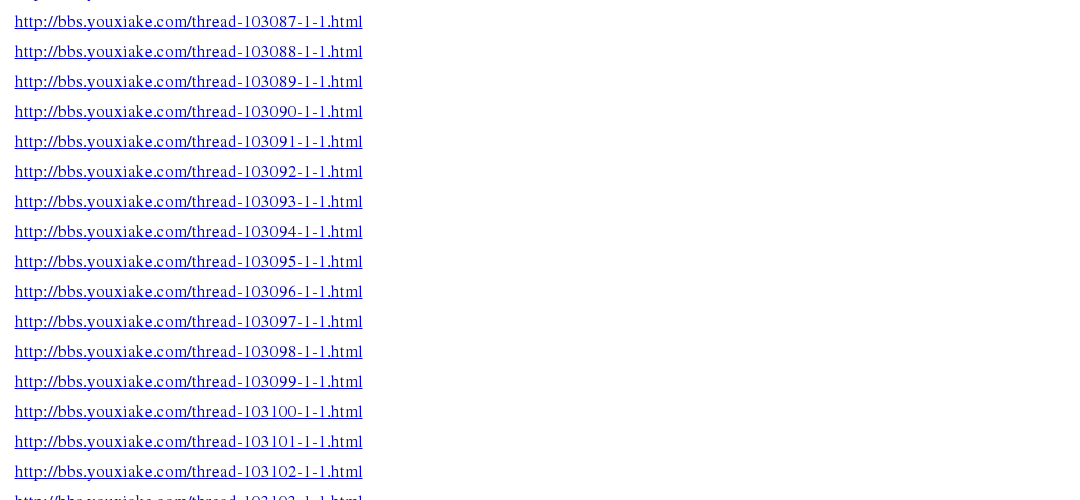 http://bbs.youxiake.com/thread-103087-1-1.html
http://bbs.youxiake.com/thread-103088-1-1.html
http://bbs.youxiake.com/thread-103089-1-1.html
http://bbs.youxiake.com/thread-103090-1-1.html
http://bbs.youxiake.com/thread-103091-1-1.html
http://bbs.youxiake.com/thread-103092-1-1.html
http://bbs.youxiake.com/thread-103093-1-1.html
http://bbs.youxiake.com/thread-103094-1-1.html
http://bbs.youxiake.com/thread-103095-1-1.html
http://bbs.youxiake.com/thread-103096-1-1.html
http://bbs.youxiake.com/thread-103097-1-1.html
http://bbs.youxiake.com/thread-103098-1-1.html
http://bbs.youxiake.com/thread-103099-1-1.html
http://bbs.youxiake.com/thread-103100-1-1.html
http://bbs.youxiake.com/thread-103101-1-1.html
http://bbs.youxiake.com/thread-103102-1-1.html